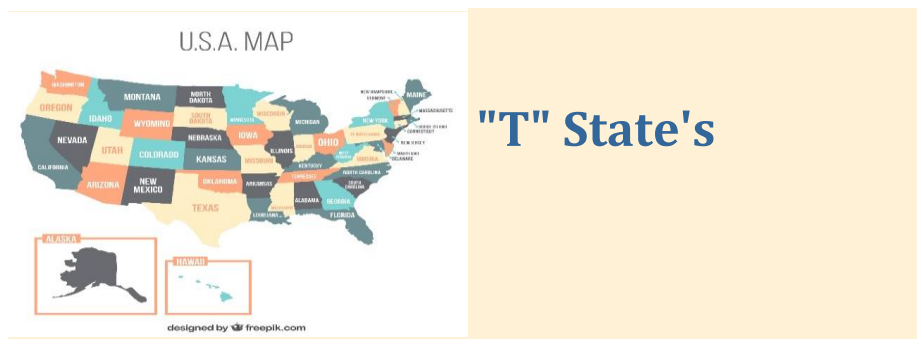 U.S.A. MAP
"T" State's
WASHINGTON
OREGON
IDAHO
MONTANA
NORTH
DAKOTA
SOUTH
DAKOTA
MINNESOTA
WISCONSIN
MICHIGAN
MAINE
VERMONT
NEW YORK
MASSACHUSETTS
CONNECTICUT
NEW JERSEY
DELAWARE
WYOMING
NEBRASKA
IOWA
NEVADA
UTAH
COLORADO
KANSAS
MISSOURI
ILLINOIS
OHIO
VIRGINIA
KENTUCKY
CALIFORNIA
ARIZONA
NEW
MEXICO
OKLAHOMA
ARKANSAS
TENNESSEE
NORTH CAROLINA
TEXAS
LOUISIANA
ALABAMA
GEORGIA
FLORIDA
ALASKA
HAWAII
designed by freepik.com